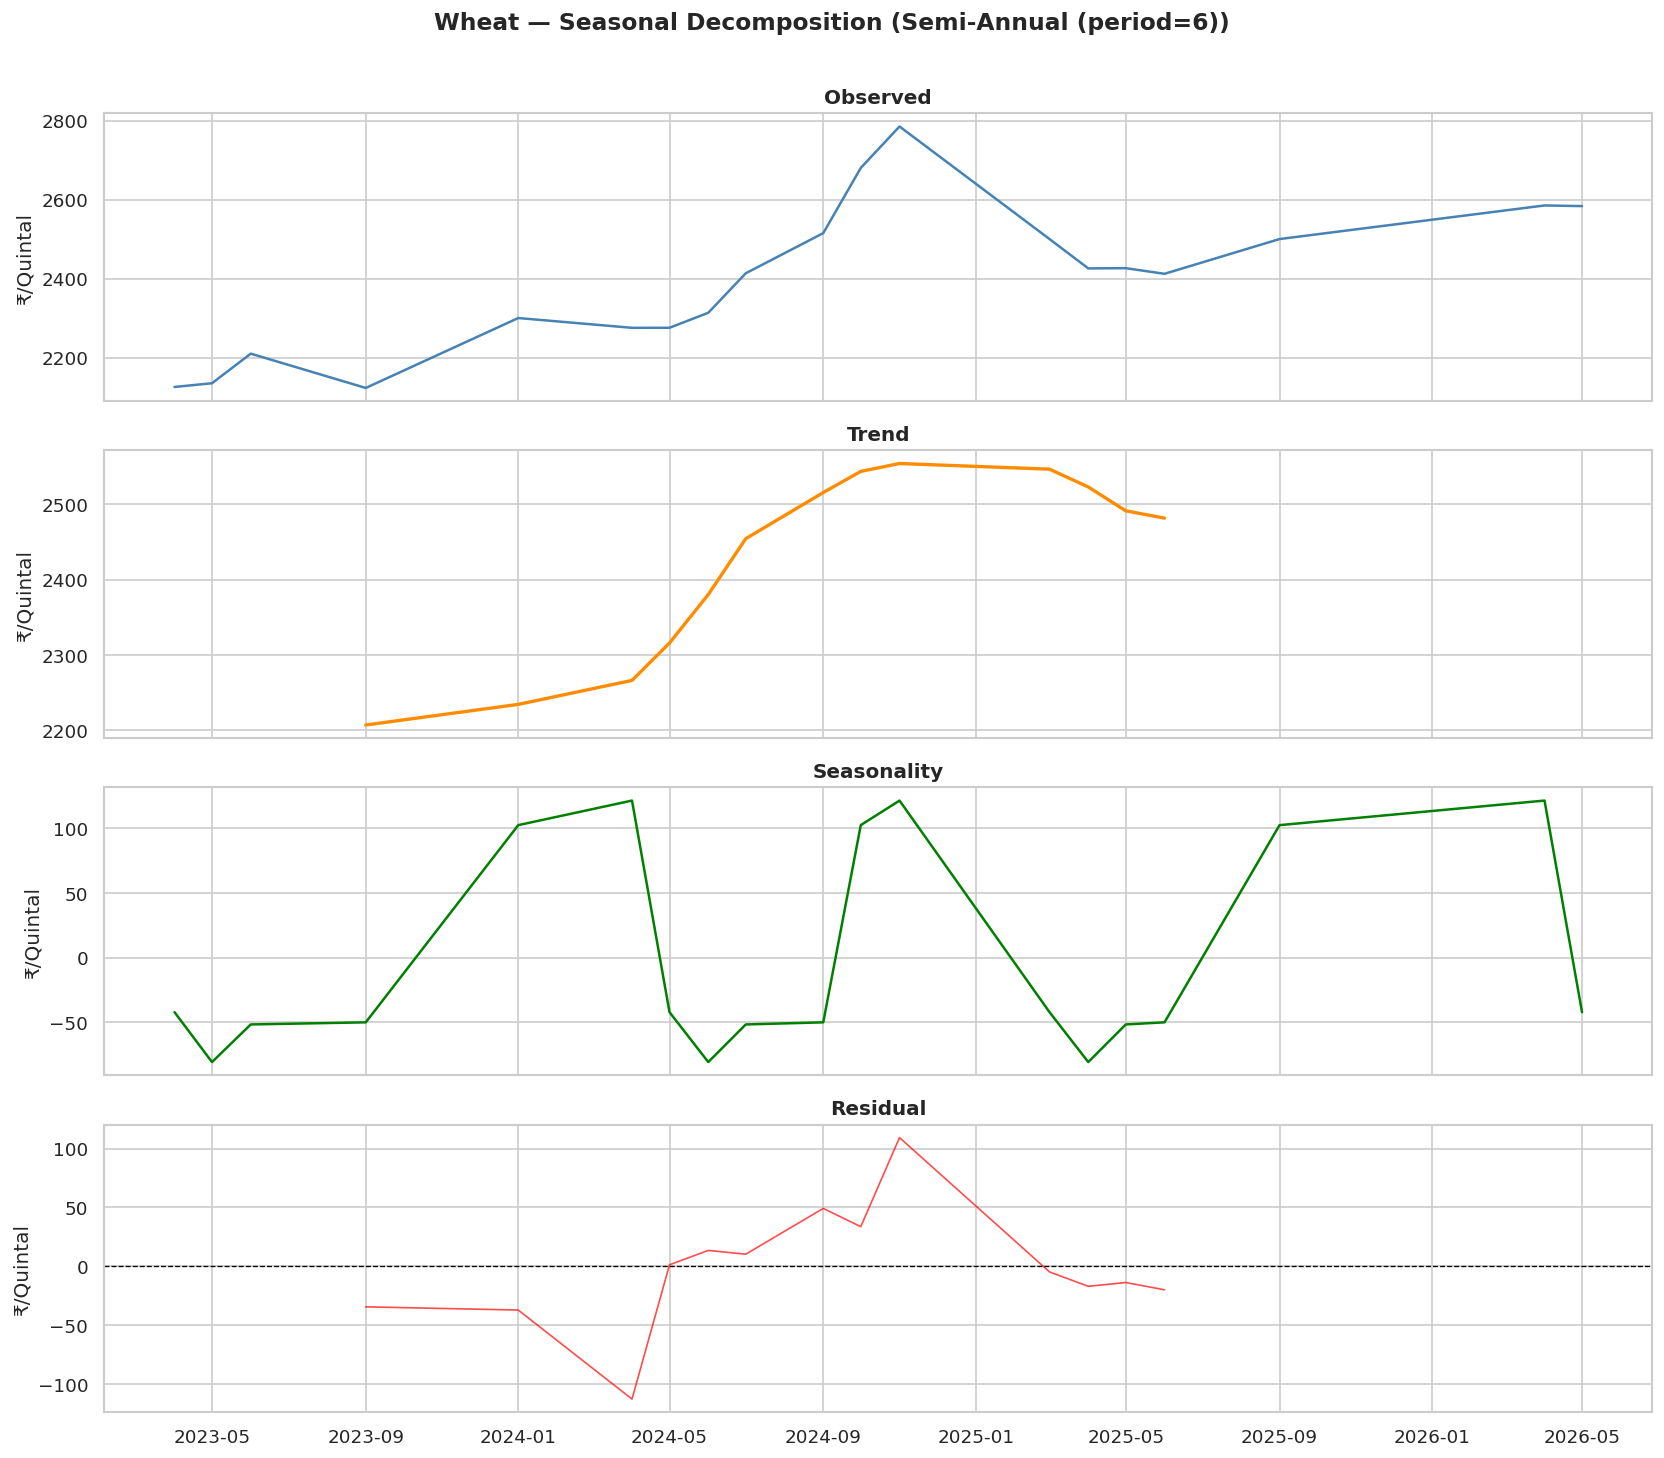 Wheat — Seasonal Decomposition (Semi-Annual (period=6))
Observed
₹/Quintal
2800
2600
2400
2200
Trend
₹/Quintal
2500
2400
2300
2200
Seasonality
₹/Quintal
100
50
0
−50
Residual
₹/Quintal
100
50
0
−50
−100
2023-05 2023-09 2024-01 2024-05 2024-09 2025-01 2025-05 2025-09 2026-01 2026-05